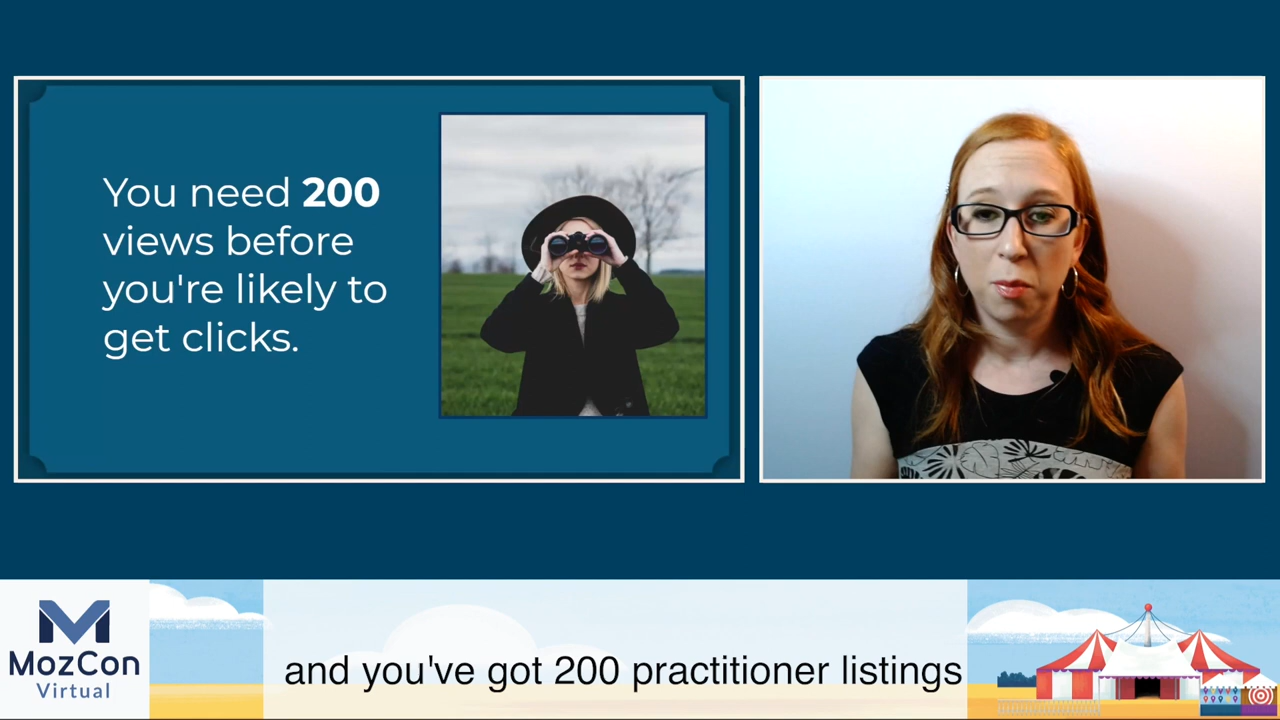 You need 200
views before
you're likely to
get clicks.
MozCon
Virtual
and you've got 200 practitioner listings